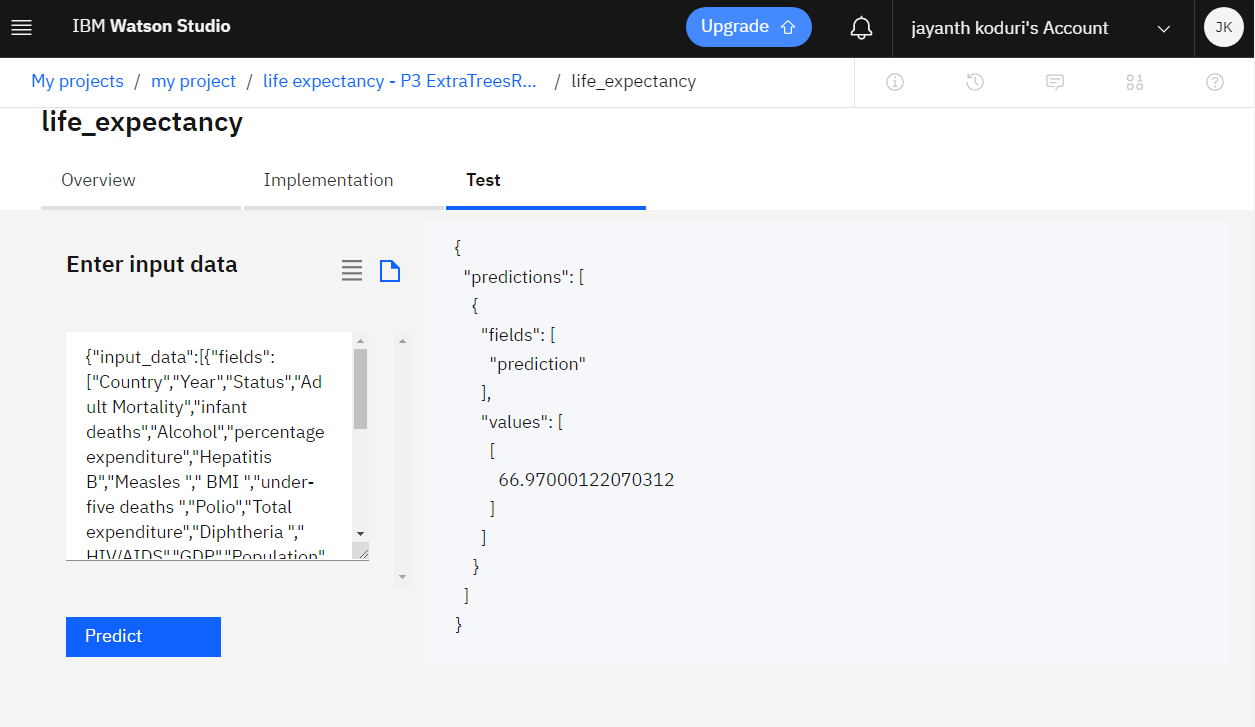 IBM Watson Studio
Upgrade
jayanth koduri's Account
JK
My projects / my project / life expectancy - P3 ExtraTreesR... / life_expectancy
life_expectancy
Overview
Implementation
Test
Enter input data
{"input_data":[{"fields":
["Country","Year","Status","Ad
ult Mortality","infant
deaths","Alcohol","percentage
expenditure","Hepatitis
B","Measles "," BMI ","under-
five deaths ","Polio","Total
expenditure","Diphtheria ","
HIV/AIDS","GDP","Population"
Predict
{
"predictions": [
{
"fields": [
"prediction"
],
"values": [
[
66.97000122070312
]
]
}
]
}